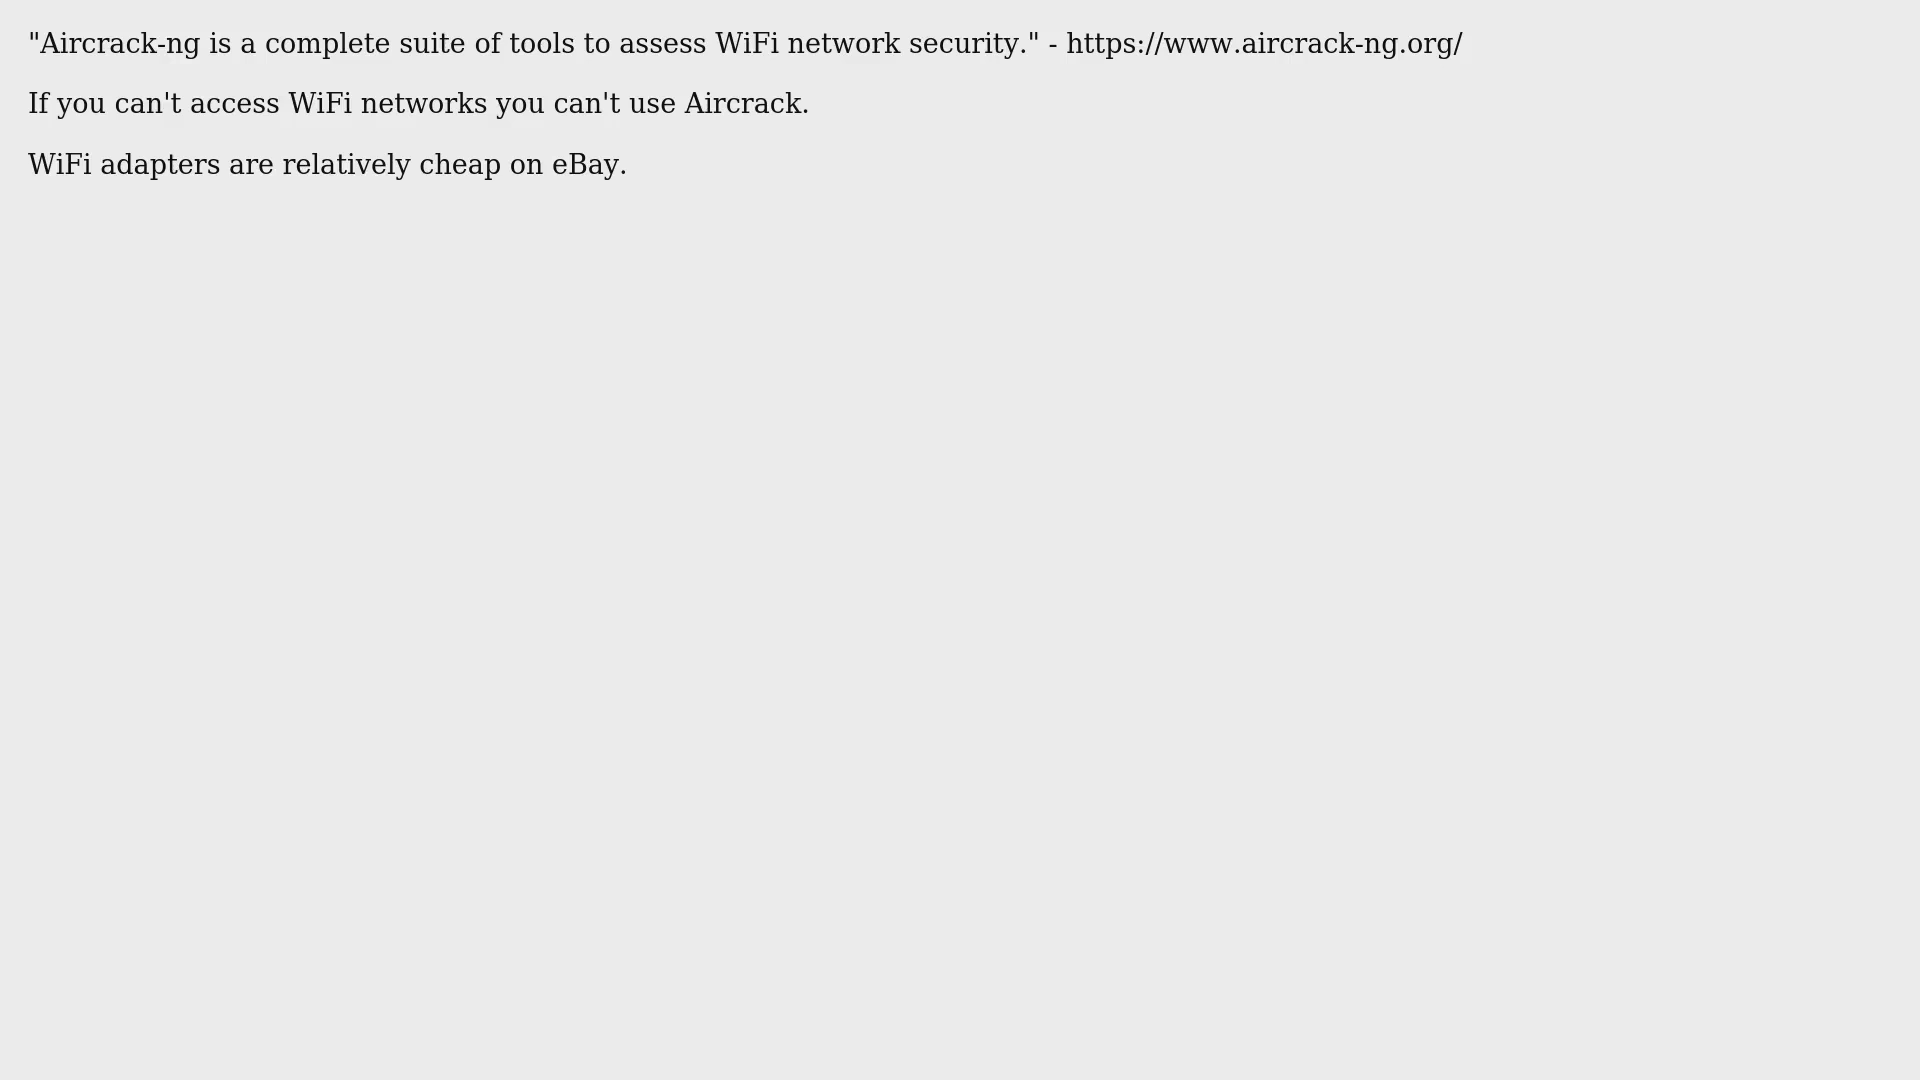 "Aircrack-ng is a complete suite of tools to assess WiFi network security." - https://www.aircrack-ng.org/
If you can't access WiFi networks you can't use Aircrack.
WiFi adapters are relatively cheap on eBay.